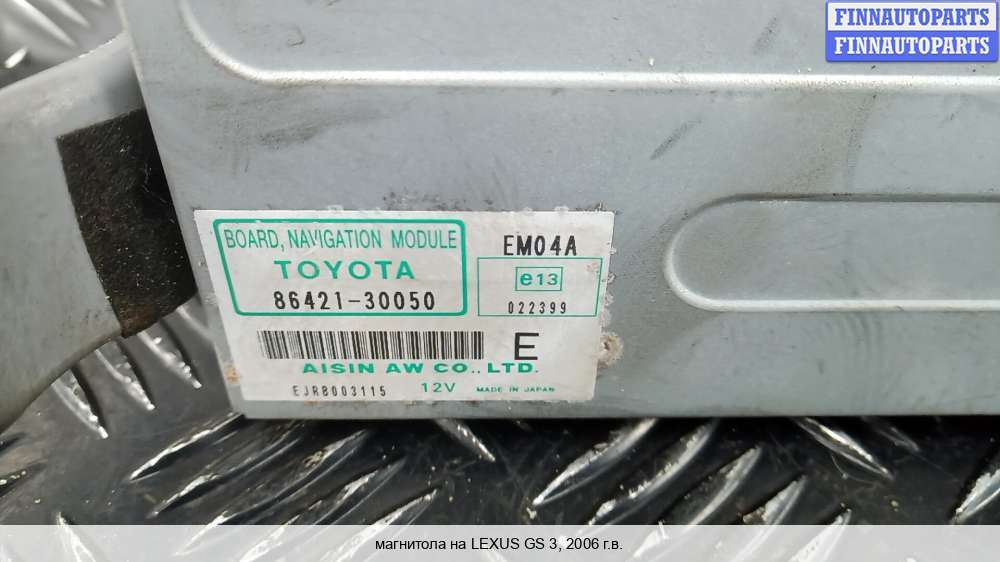 FINNAUTOPARTS
FINNAUTOPARTS
BOARD, NAVIGATION MODULE
TOYOTA
86421-30050
EM04A
e13
022399
E
AISIN AW CO., LTD.
EJRB003115 12V MADE IN JAPAN
магнитола на LEXUS GS 3, 2006 г.в.